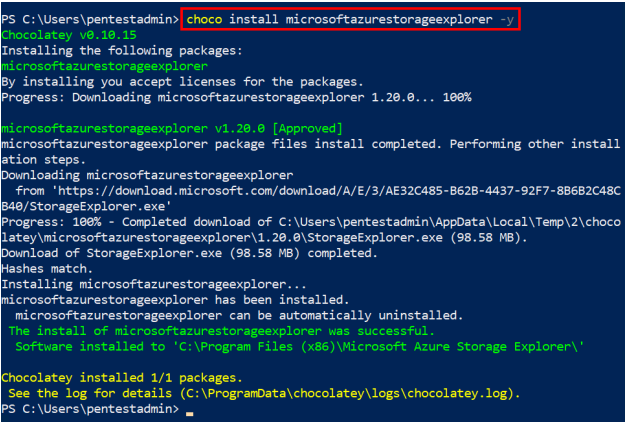 PS C:\Users\pentestadmin> choco install microsoftazurestorageexplorer -y
Chocolatey v0.10.15
Installing the following packages:
microsoftazurestorageexplorer
By installing you accept licenses for the packages.
Progress: Downloading microsoftazurestorageexplorer 1.20.0... 100%
microsoftazurestorageexplorer v1.20.0 [Approved]
microsoftazurestorageexplorer package files install completed. Performing other install
ation steps.
Downloading microsoftazurestorageexplorer
from 'https://download.microsoft.com/download/A/E/3/AE32C485-B62B-4437-92F7-8B6B2C48C
B40/StorageExplorer.exe'
Progress: 100% - Completed download of C:\Users\pentestadmin\AppData\Local\Temp\2\choco
latey\microsoftazurestorageexplorer\1.20.0\StorageExplorer.exe (98.58 MB).
Download of StorageExplorer.exe (98.58 MB) completed.
Hashes match.
Installing microsoftazurestorageexplorer...
microsoftazurestorageexplorer has been installed.
microsoftazurestorageexplorer can be automatically uninstalled.
The install of microsoftazurestorageexplorer was successful.
Software installed to 'C:\Program Files (x86)\Microsoft Azure Storage Explorer\'
Chocolatey installed 1/1 packages.
See the log for details (C:\ProgramData\chocolatey\logs\chocolatey.log).
PS C:\Users\pentestadmin> _